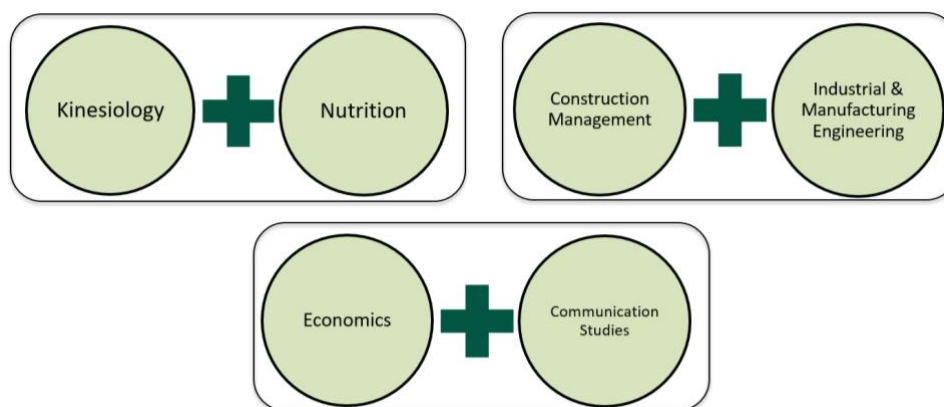 Kinesiology
Nutrition
Construction
Management
Industrial &
Manufacturing
Engineering
Economics
Communication
Studies